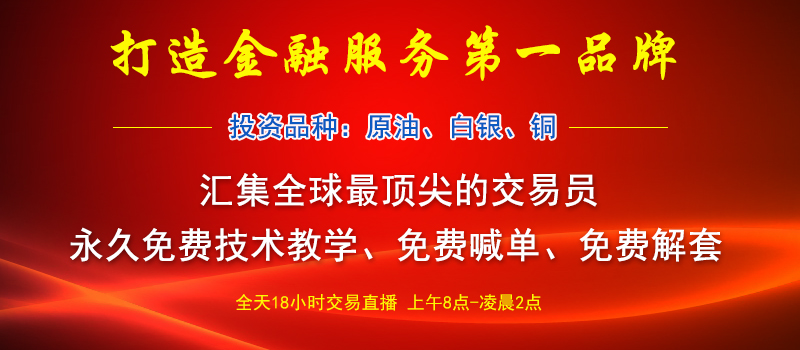 打造金融服务第一品牌
投资品种：原油、白银、铜
汇集全球最顶尖的交易员
永久免费技术教学、免费喊单、免费解套
全天18小时交易直播 上午8点-凌晨2点